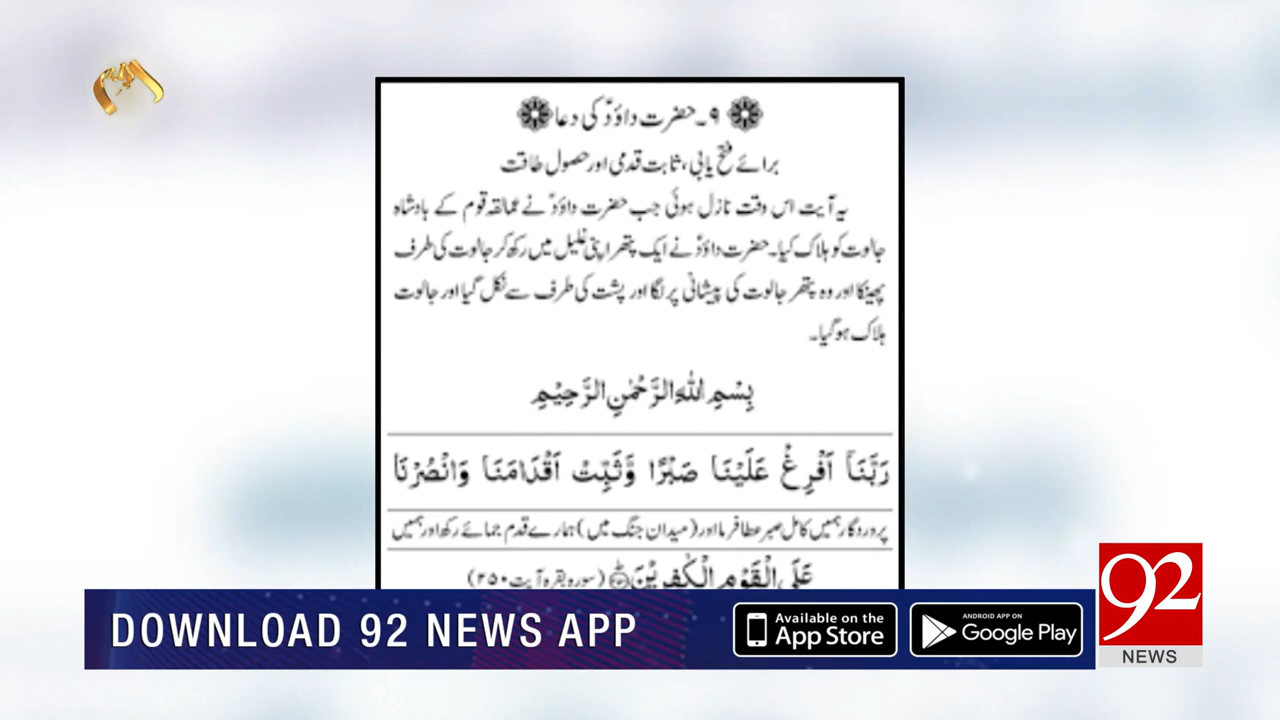 ۹۔ حضرت داؤدؑ کی دعا
برائے فتح یابی، ثابت قدمی اور حصول طاقت
یہ آیت اس وقت نازل ہوئی جب حضرت داؤدؑ نے عمالقہ قوم کے بادشاہ
جالوت کو ہلاک کیا۔ حضرت داؤدؑ نے ایک پتھر اپنی غلیل میں رکھ کر جالوت کی طرف
پھینکا اور وہ پتھر جالوت کی پیشانی پر لگا اور پشت کی طرف سے نکل گیا اور جالوت
ہلاک ہو گیا۔
بِسْمِ اللّٰهِ الرَّحْمٰنِ الرَّحِیْمِ
رَبَّنَاۤ اَفْرِغْ عَلَیْنَا صَبْرًا وَّثَبِّتْ اَقْدَامَنَا وَانْصُرْنَا
پروردگار ہمیں کامل صبر عطا فرما اور (میدان جنگ میں) ہمارے قدم جمائے رکھ اور ہمیں
عَلَی الْقَوْمِ الْکٰفِرِیْنَ (سورہ بقرہ آیت ۲۵۰)
DOWNLOAD 92 NEWS APP
Available on the
App Store
ANDROID APP ON
Google Play
92
NEWS